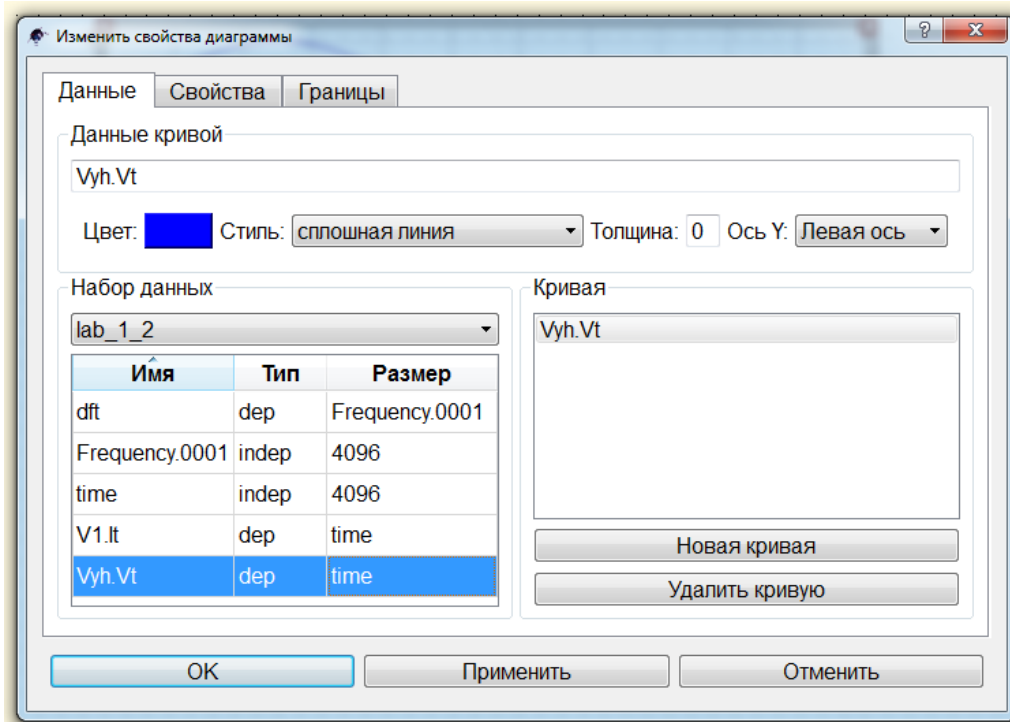 Изменить свойства диаграммы
Данные Свойства Границы
Данные кривой
Vyh.Vt
Цвет: Стиль: сплошная линия Толщина: 0 Ось Y: Левая ось
Набор данных
lab_1_2
Имя Тип Размер
dft dep Frequency.0001
Frequency.0001 indep 4096
time indep 4096
V1.It dep time
Vyh.Vt dep time
Кривая
Vyh.Vt
Новая кривая
Удалить кривую
OK Применить Отменить